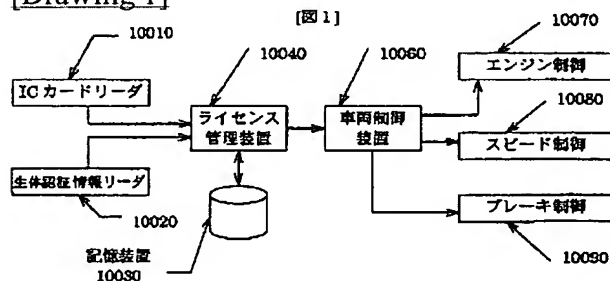 [Drawing 1]
[図1]
10010
ICカードリーダ
10040
ライセンス
管理装置
10060
車両制御
装置
10070
エンジン制御
10080
スピード制御
生体認証情報リーダ
10020
記憶装置
10030
ブレーキ制御
10090